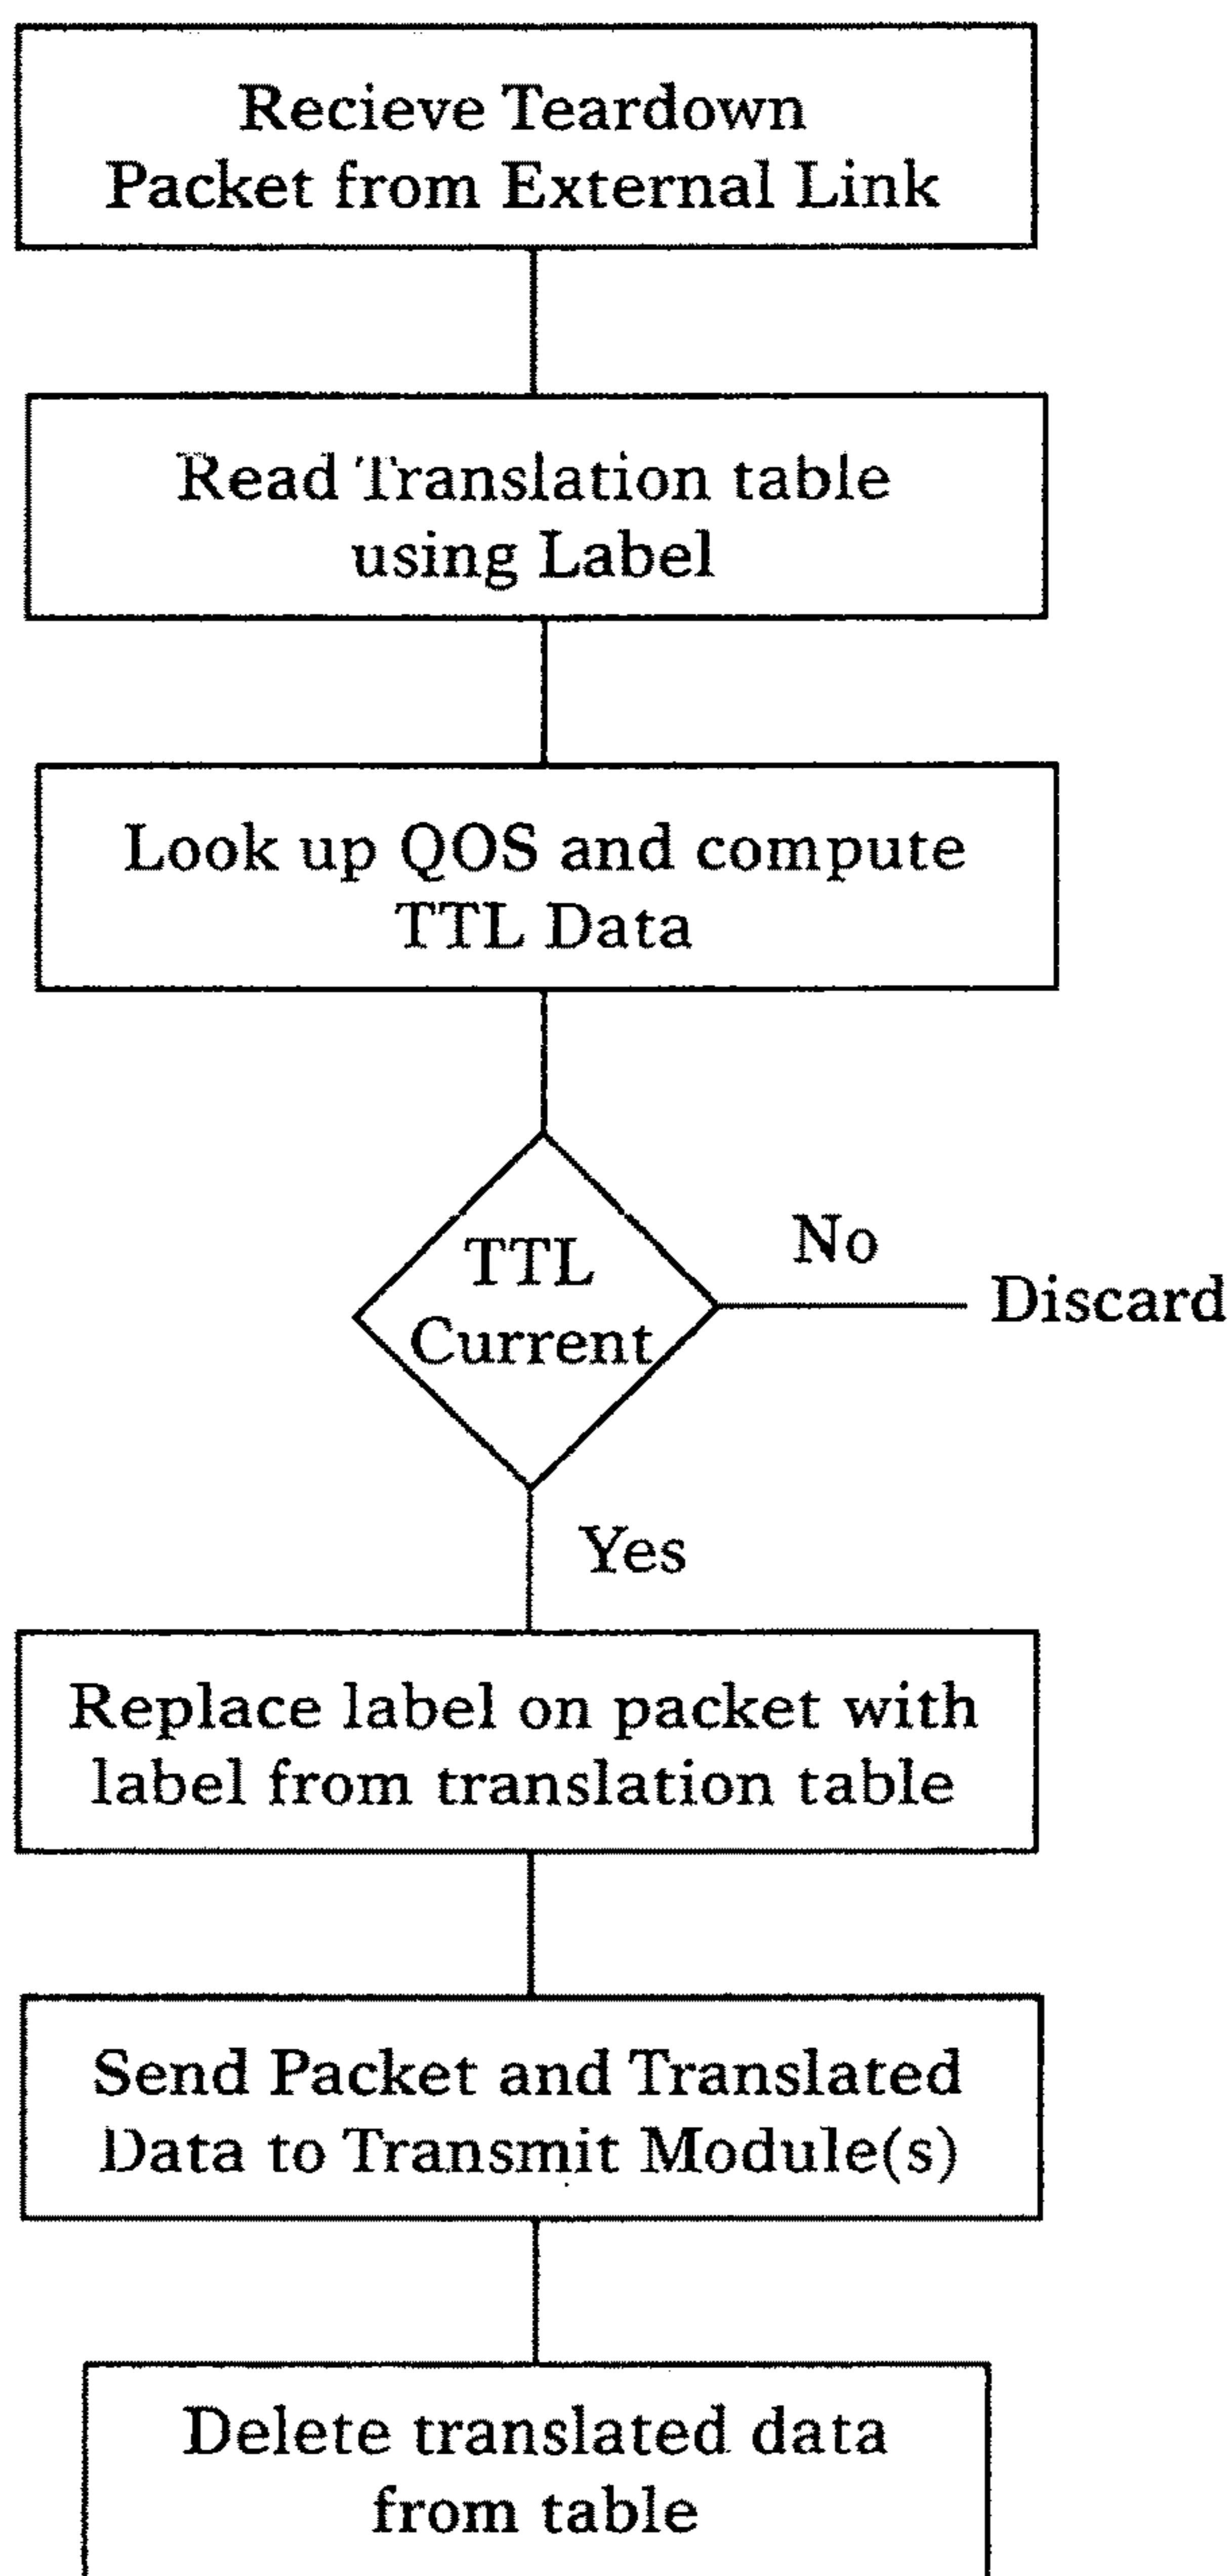 Recieve Teardown
Packet from External Link
Read Translation table
using Label
Look up QOS and compute
TTL Data
TTL
Current
No
Discard
Yes
Replace label on packet with
label from translation table
Send Packet and Translated
Data to Transmit Module(s)
Delete translated data
from table